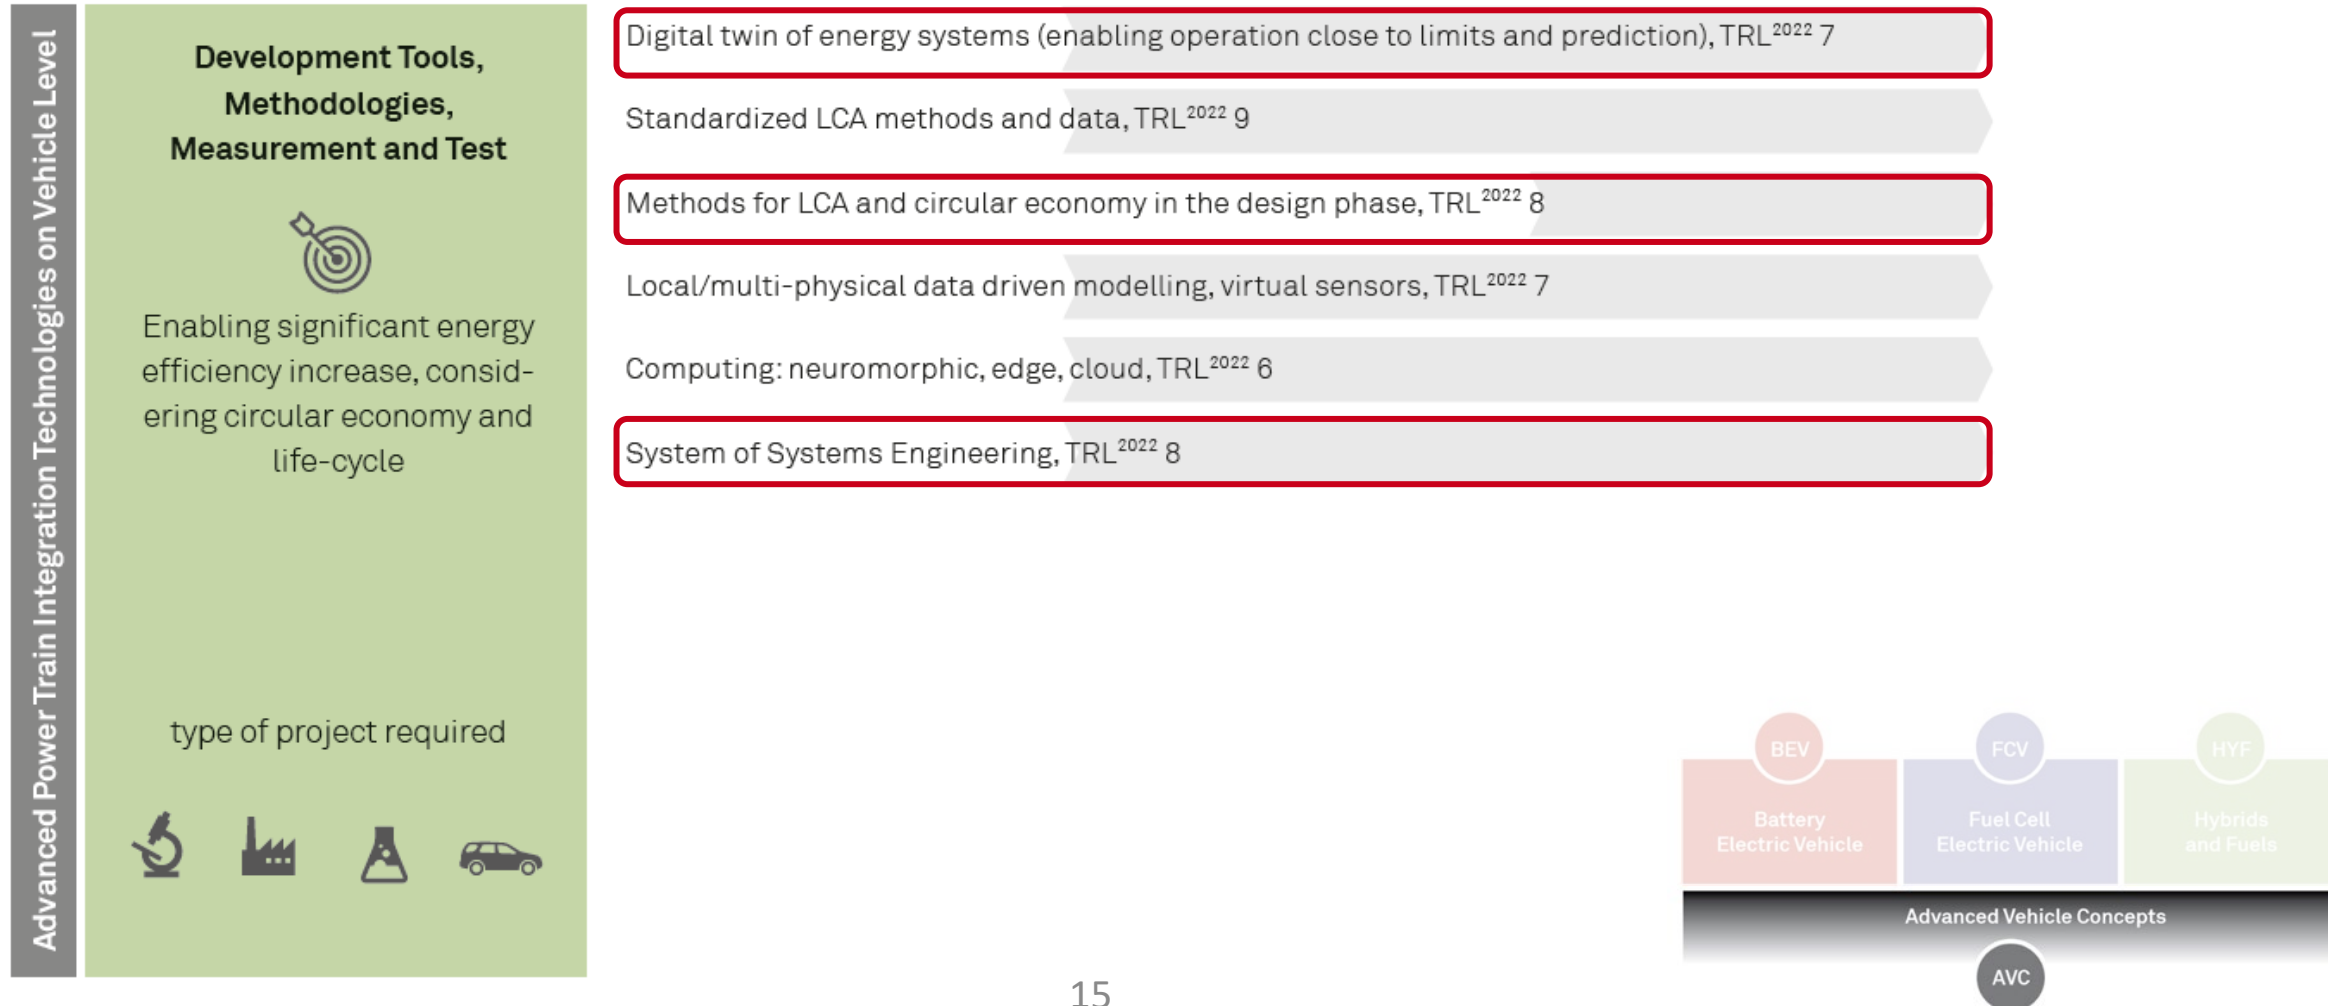 Advanced Power Train Integration Technologies on Vehicle Level
Development Tools,
Methodologies,
Measurement and Test
Enabling significant energy
efficiency increase, consid-
ering circular economy and
life-cycle
type of project required
Digital twin of energy systems (enabling operation close to limits and prediction), TRL²⁰²² 7
Standardized LCA methods and data, TRL²⁰²² 9
Methods for LCA and circular economy in the design phase, TRL²⁰²² 8
Local/multi-physical data driven modelling, virtual sensors, TRL²⁰²² 7
Computing: neuromorphic, edge, cloud, TRL²⁰²² 6
System of Systems Engineering, TRL²⁰²² 8
BEV
Battery
Electric Vehicle
FCV
Fuel Cell
Electric Vehicle
HYF
Hybrids
and Fuels
Advanced Vehicle Concepts
AVC
15